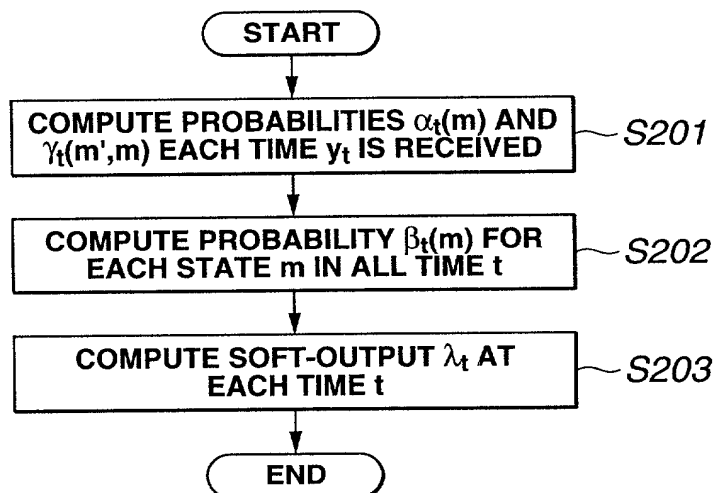 START
COMPUTE PROBABILITIES αt(m) AND
γt(m',m) EACH TIME yt IS RECEIVED
S201
COMPUTE PROBABILITY βt(m) FOR
EACH STATE m IN ALL TIME t
S202
COMPUTE SOFT-OUTPUT λt AT
EACH TIME t
S203
END